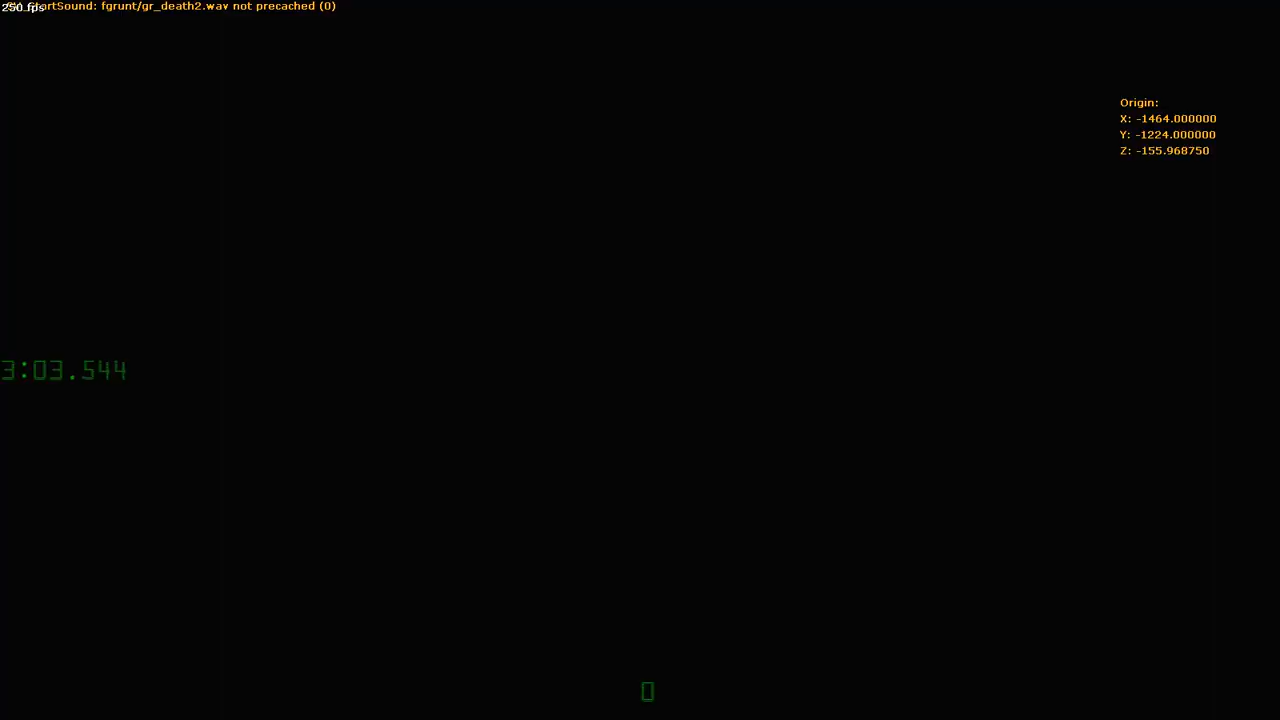 250 fps
StartSound: fgrunt/gr_death2.wav not precached (0)
Origin:
X: -1464.000000
Y: -1224.000000
Z: -155.968750
3:03.544
0